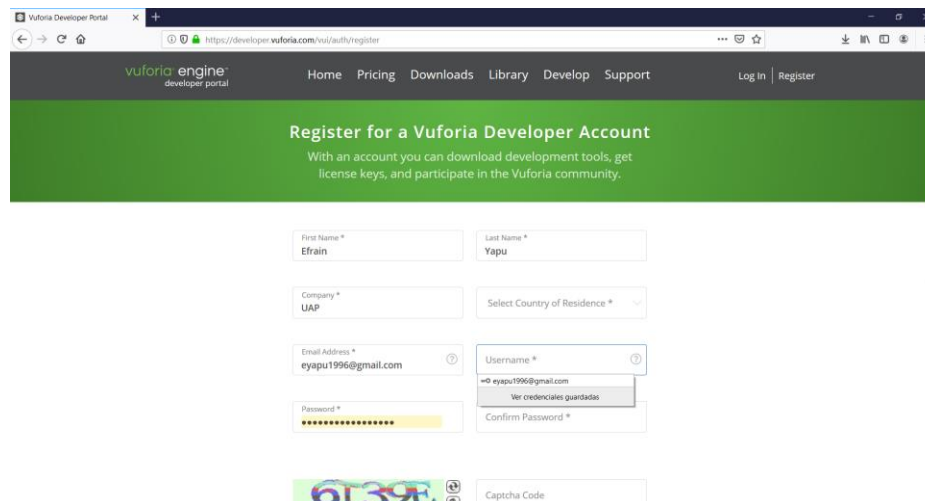 Vuforia Developer Portal
https://developer.vuforia.com/vui/auth/register
vuforia engine
developer portal
Home Pricing Downloads Library Develop Support
Log In | Register
Register for a Vuforia Developer Account
With an account you can download development tools, get
license keys, and participate in the Vuforia community.
First Name *
Efrain
Last Name *
Yapu
Company *
UAP
Select Country of Residence *
Email Address *
eyapu1996@gmail.com
Username *
eyapu1996@gmail.com
Ver credenciales guardadas
Password *
Confirm Password *
Captcha Code